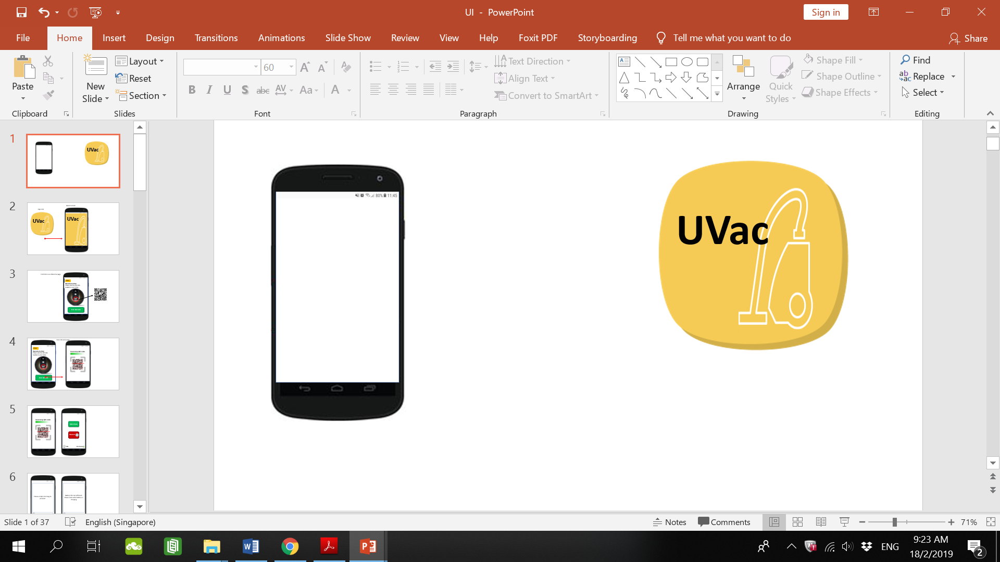 UI - PowerPoint
Sign in
File Home Insert Design Transitions Animations Slide Show Review View Help Foxit PDF Storyboarding Tell me what you want to do Share
Paste
Clipboard
New Slide
Layout
Reset
Section
Slides
60
B I U S abc AV Aa A
Font
Text Direction
Align Text
Convert to SmartArt
Paragraph
Arrange
Quick Styles
Shape Fill
Shape Outline
Shape Effects
Drawing
Find
Replace
Select
Editing
1
UVac
2
UVac
UVac
3
4
5
6
80% 11:45
UVac
Slide 1 of 37
English (Singapore)
Notes
Comments
71%
ENG
9:23 AM
18/2/2019
2